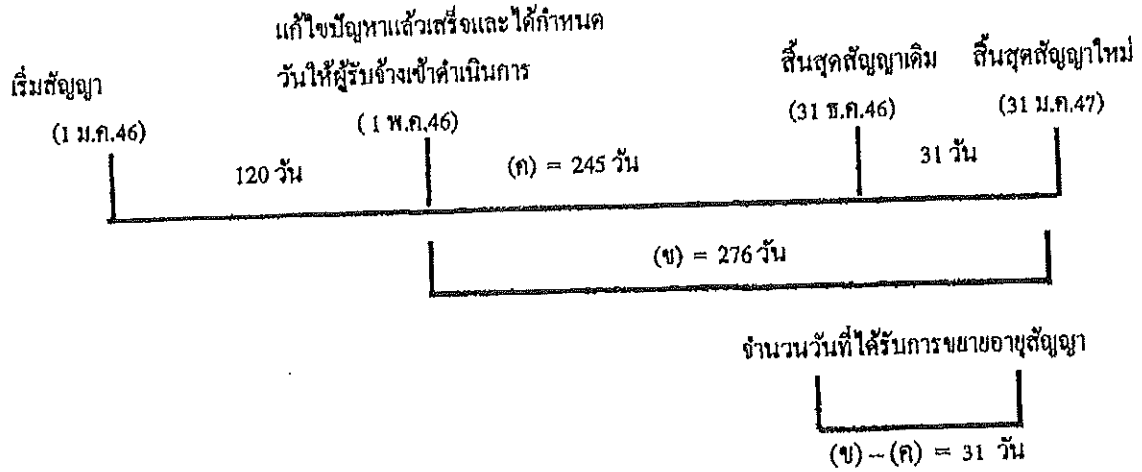 แก้ไขปัญหาแล้วเสร็จและได้กำหนด
วันให้ผู้รับจ้างเข้าดำเนินการ
(1 พ.ค.46)
เริ่มสัญญา
(1 ม.ค.46)
สิ้นสุดสัญญาเดิม
(31 ธ.ค.46)
สิ้นสุดสัญญาใหม่
(31 ม.ค.47)
120 วัน
(ค) = 245 วัน
31 วัน
(ข) = 276 วัน
จำนวนวันที่ได้รับการขยายอายุสัญญา
(ข) – (ค) = 31 วัน